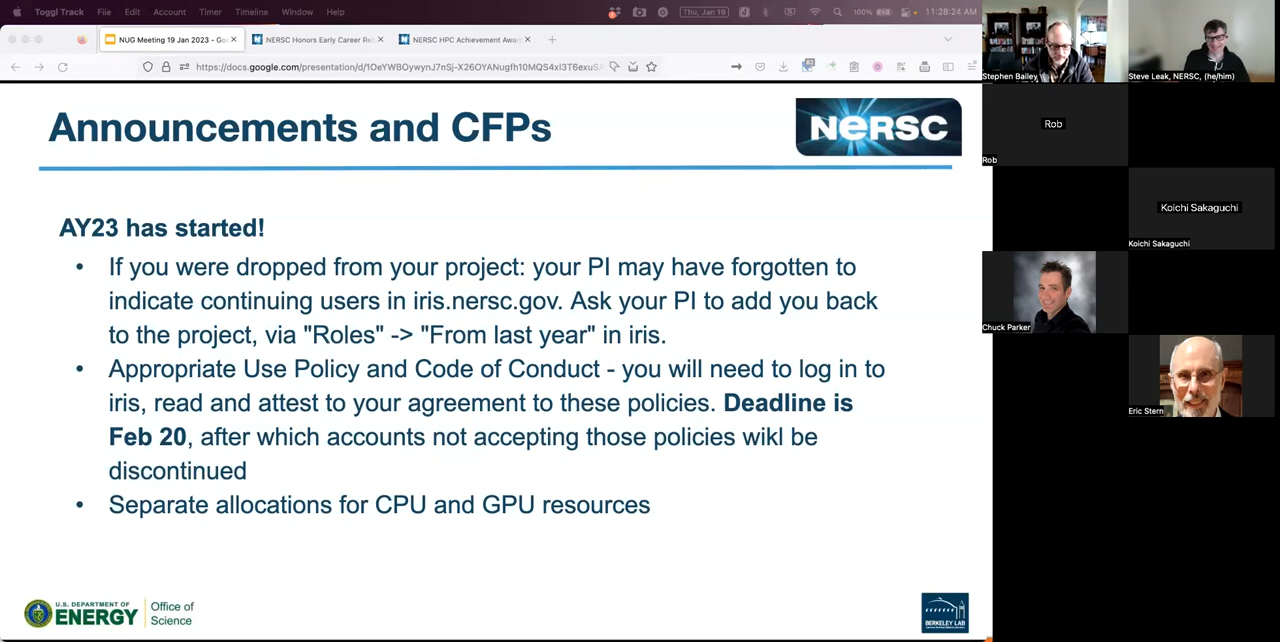 Toggl Track File Edit Account Timer Timeline Window Help Thu, Jan 19 100% 11:28:24 AM
NUG Meeting 19 Jan 2023 - Go NERSC Honors Early Career Re NERSC HPC Achievement Awar
https://docs.google.com/presentation/d/1OeYWBOywynJ7nSj-X26OYANugfh10MQS4xl3T6exuS
Announcements and CFPs
NERSC
AY23 has started!
• If you were dropped from your project: your PI may have forgotten to
indicate continuing users in iris.nersc.gov. Ask your PI to add you back
to the project, via "Roles" -> "From last year" in iris.
• Appropriate Use Policy and Code of Conduct - you will need to log in to
iris, read and attest to your agreement to these policies. Deadline is
Feb 20, after which accounts not accepting those policies wikl be
discontinued
• Separate allocations for CPU and GPU resources
U.S. DEPARTMENT OF
ENERGY
Office of
Science
BERKELEY LAB
Stephen Bailey
Steve Leak, NERSC, (he/him)
Rob
Rob
Koichi Sakaguchi
Koichi Sakaguchi
Chuck Parker
Eric Stern